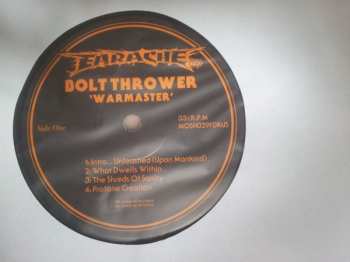 EARACHE
BOLT THROWER
'WARMASTER'
Side One
33⅓ R.P.M
MOSH029FDRUS
1: Intro... Unleashed (Upon Mankind)
2: What Dwells Within
3: The Shreds Of Sanity
4: Profane Creation